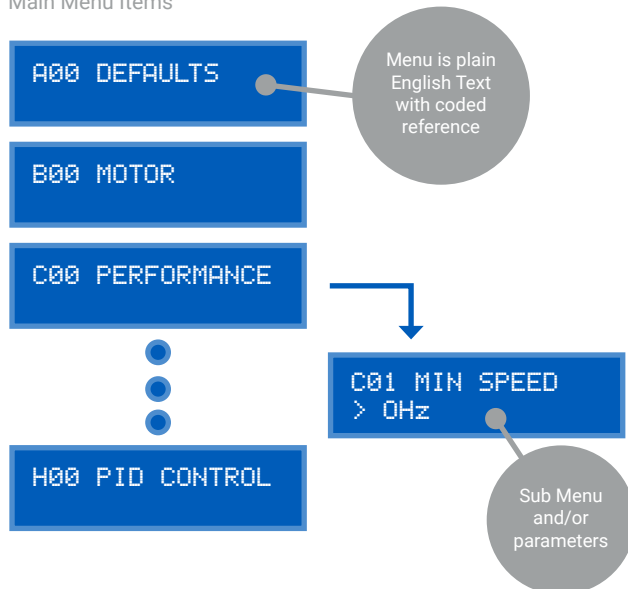 Main Menu Items
A00 DEFAULTS
Menu is plain
English Text
with coded
reference
B00 MOTOR
C00 PERFORMANCE
C01 MIN SPEED
> 0Hz
H00 PID CONTROL
Sub Menu
and/or
parameters